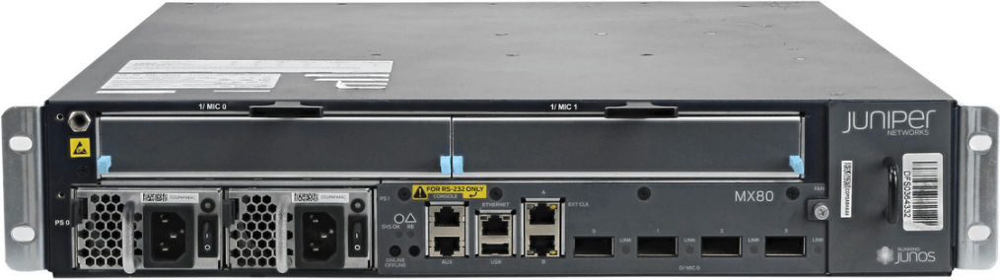 1/ MIC 0
1/ MIC 1
JUNIPER
NETWORKS
FOR RS-232 ONLY
PS 0
PS 1
CONSOLE
ETHERNET
A
EXT CLK
MX80
FAN
SYS OK
RE
0
LINK
1
LINK
2
LINK
3
LINK
ONLINE
OFFLINE
AUX
USB
B
0/ MIC 0
DFS0364332
RUNNING
JUNOS